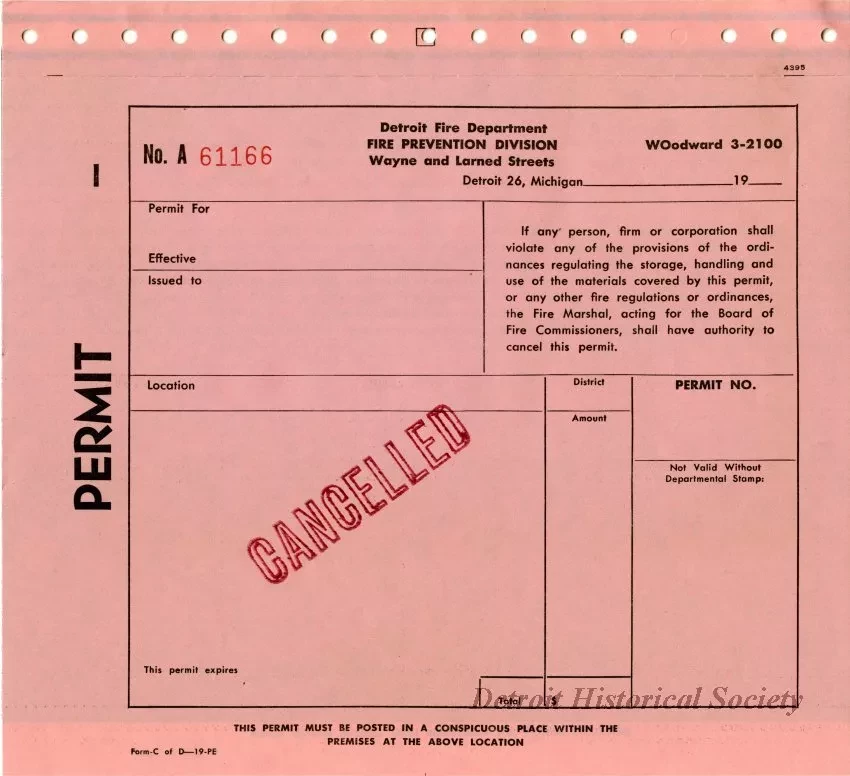 4395
Detroit Fire Department
No. A 61166
FIRE PREVENTION DIVISION
WOodward 3-2100
Wayne and Larned Streets
Detroit 26, Michigan 19
I
PERMIT
Permit For
Effective
Issued to
If any person, firm or corporation shall
violate any of the provisions of the ordi-
nances regulating the storage, handling and
use of the materials covered by this permit,
or any other fire regulations or ordinances,
the Fire Marshal, acting for the Board of
Fire Commissioners, shall have authority to
cancel this permit.
Location
District
PERMIT NO.
Amount
CANCELLED
Not Valid Without
Departmental Stamp:
This permit expires
Total $
Detroit Historical Society
THIS PERMIT MUST BE POSTED IN A CONSPICUOUS PLACE WITHIN THE
PREMISES AT THE ABOVE LOCATION
Form-C of D—19-PE